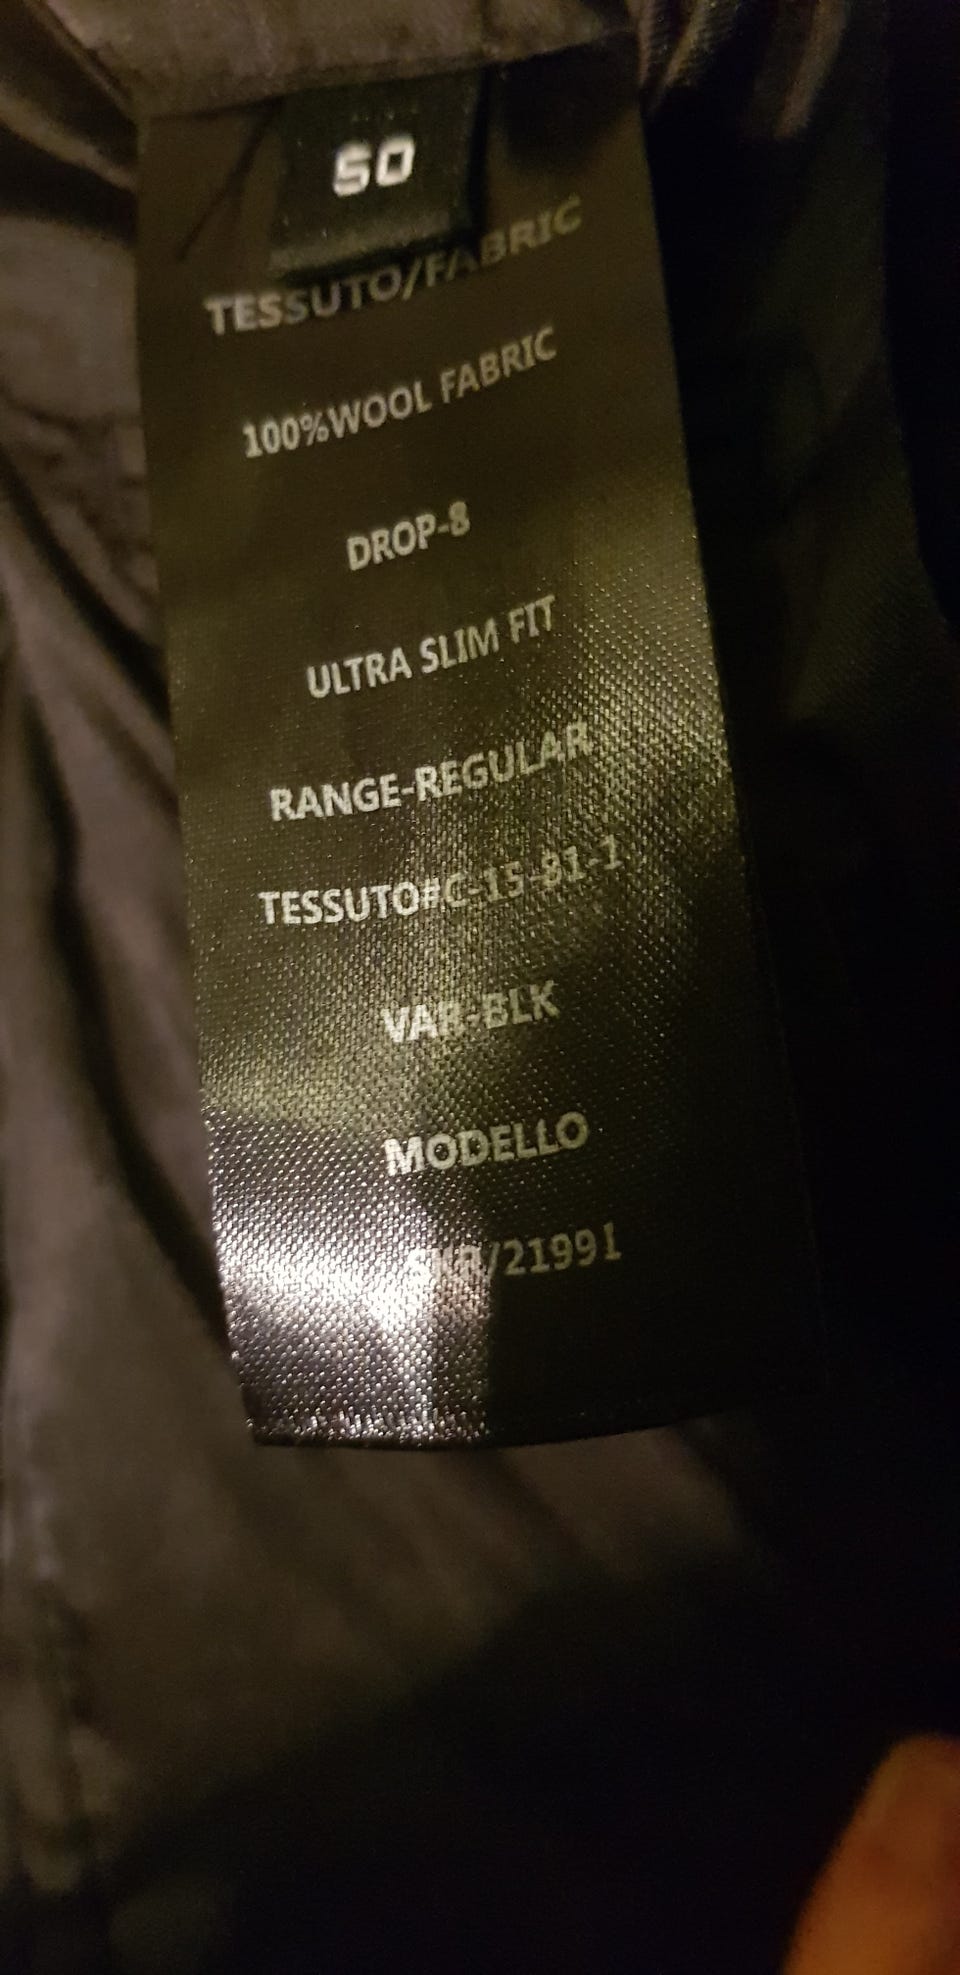 50
TESSUTO/FABRIC
100%WOOL FABRIC
DROP-8
ULTRA SLIM FIT
RANGE-REGULAR
TESSUTO#C-15-81-1
VAR-BLK
MODELLO
/21991